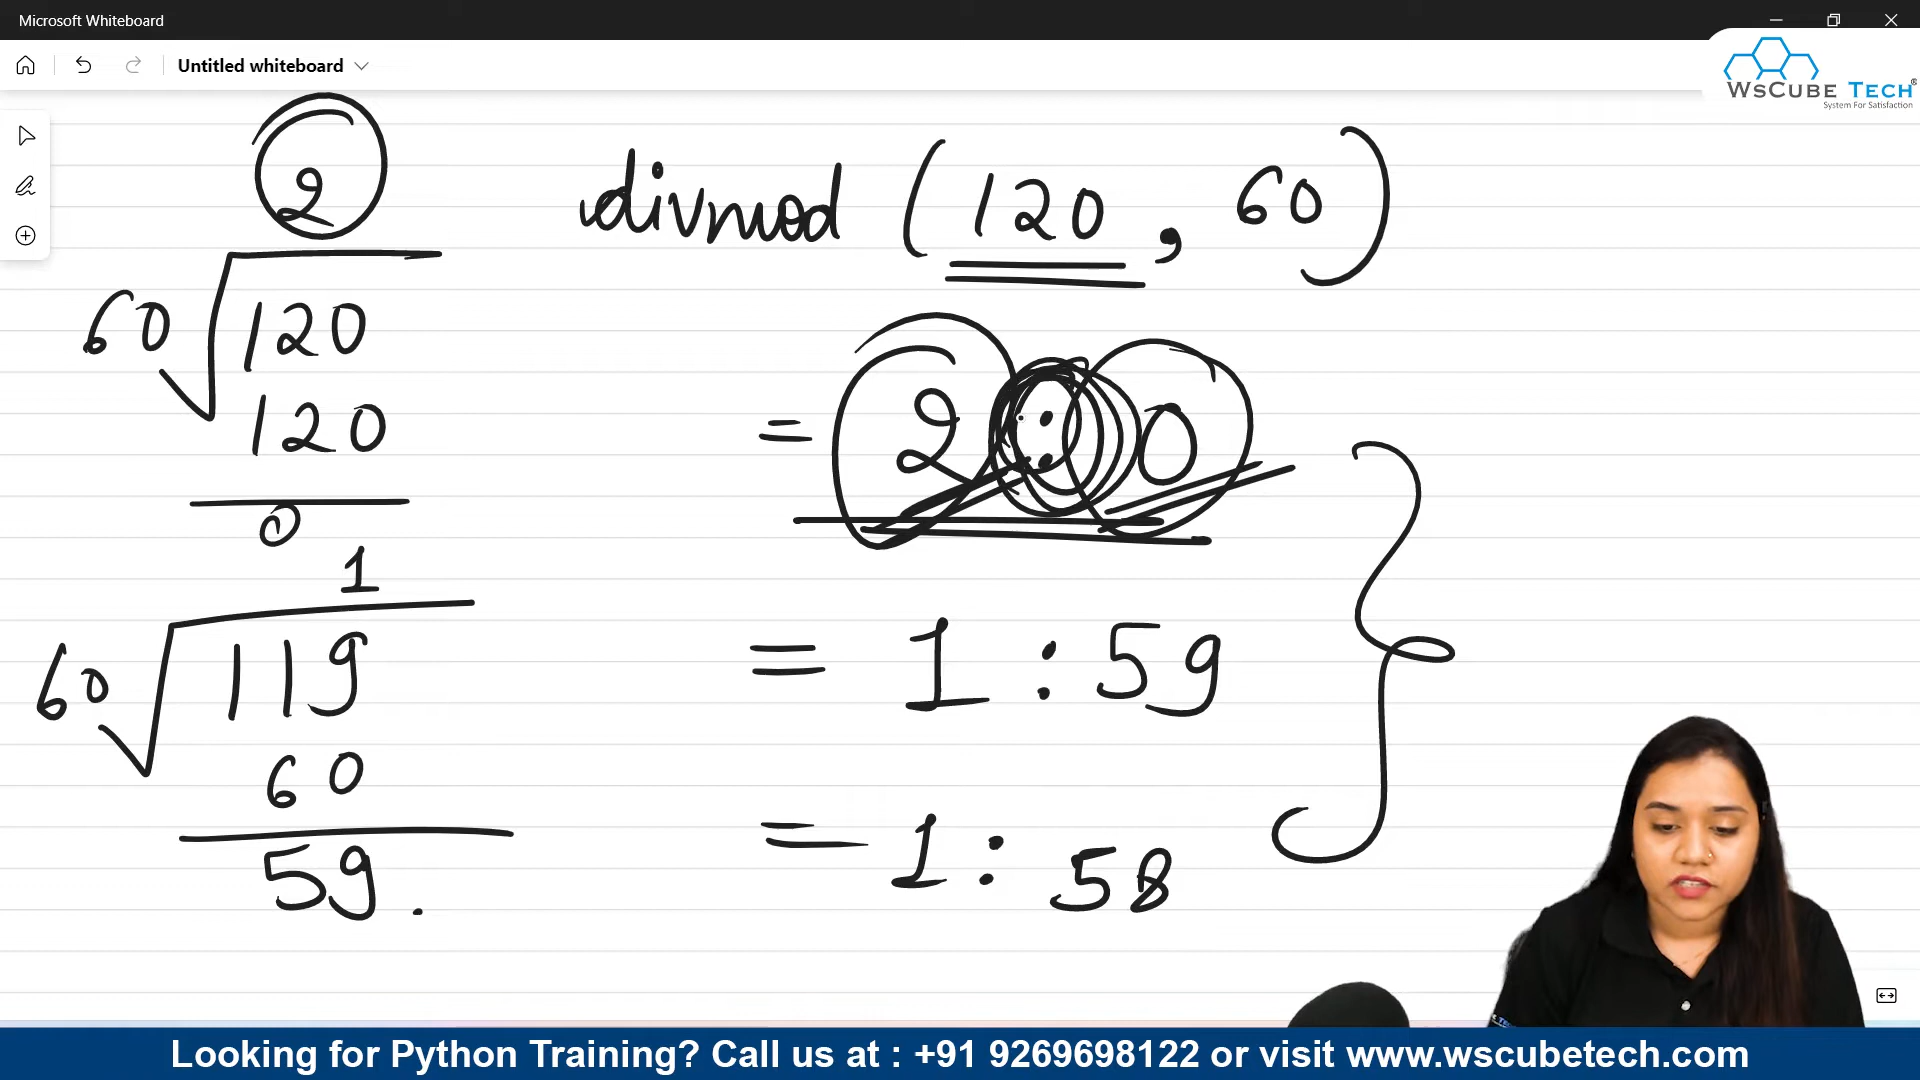 Microsoft Whiteboard
Untitled whiteboard
WSCUBE TECH®
System For Satisfaction
2
divmod (120, 60)
60 120
120
= 2 : 0
0
1
60 119
= 1 : 59
60
= 1 : 58
59.
Looking for Python Training? Call us at : +91 9269698122 or visit www.wscubetech.com